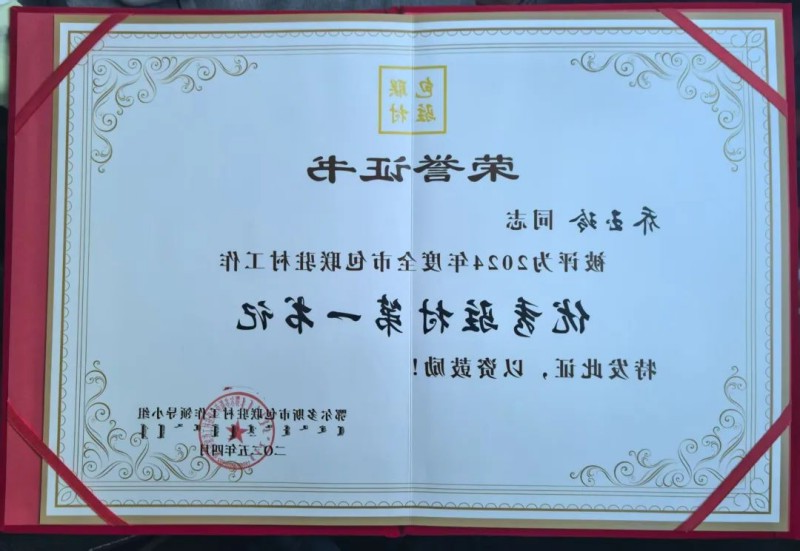 包联
驻村
荣誉证书
乔玉玲 同志
被评为2024年度全市包联驻村工作
优秀驻村第一书记
特发此证，以资鼓励！
鄂尔多斯市包联驻村工作领导小组
二〇二五年四月